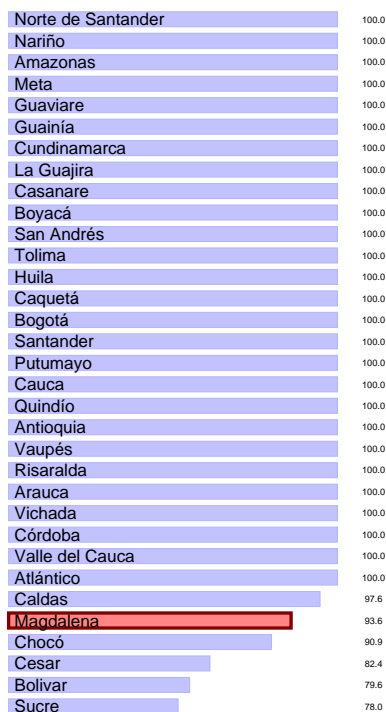 Norte de Santander 100.0
Nariño 100.0
Amazonas 100.0
Meta 100.0
Guaviare 100.0
Guainía 100.0
Cundinamarca 100.0
La Guajira 100.0
Casanare 100.0
Boyacá 100.0
San Andrés 100.0
Tolima 100.0
Huila 100.0
Caquetá 100.0
Bogotá 100.0
Santander 100.0
Putumayo 100.0
Cauca 100.0
Quindío 100.0
Antioquia 100.0
Vaupés 100.0
Risaralda 100.0
Arauca 100.0
Vichada 100.0
Córdoba 100.0
Valle del Cauca 100.0
Atlántico 100.0
Caldas 97.6
Magdalena 93.6
Chocó 90.9
Cesar 82.4
Bolivar 79.6
Sucre 78.0